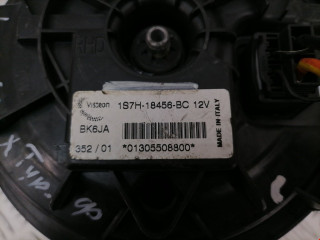 Visteon 1S7H-18456-BC 12V
BK6JA
352 / 01 *01305508800*
MADE IN ITALY